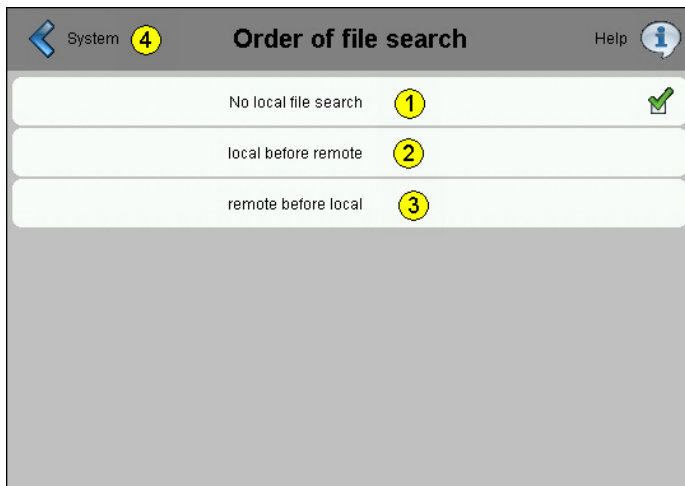 System 4 Order of file search Help i
No local file search 1
local before remote 2
remote before local 3